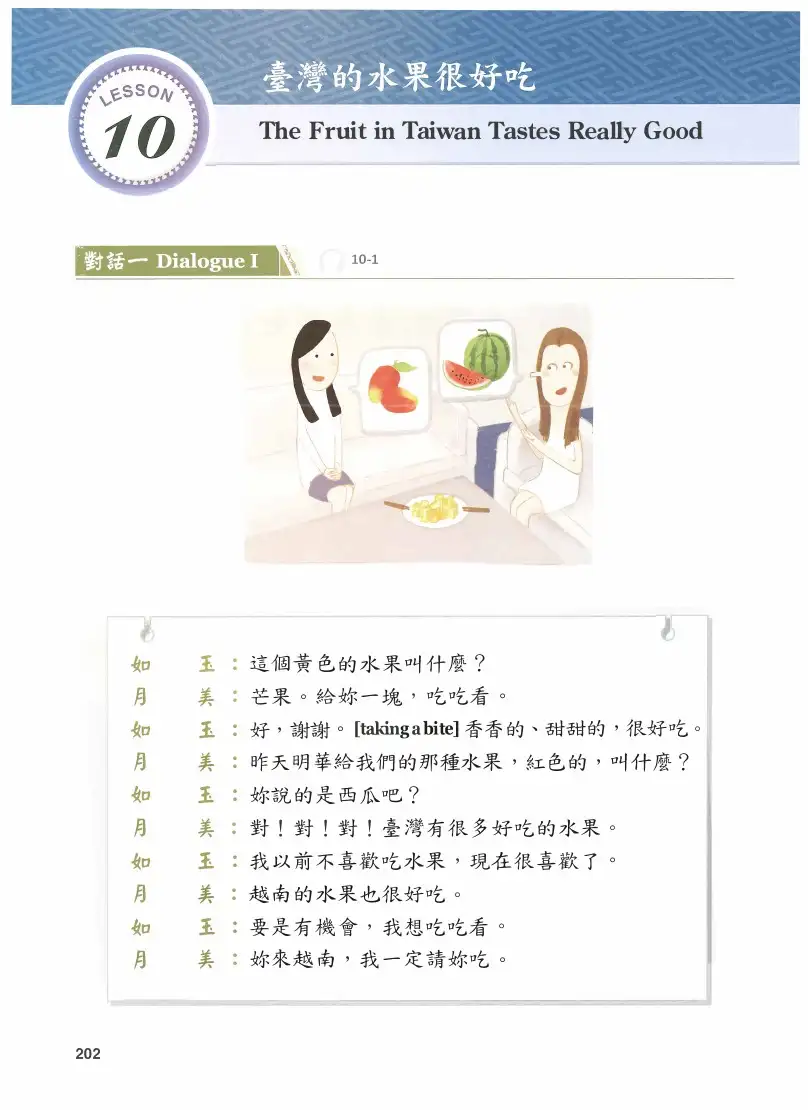 LESSON
10
臺灣的水果很好吃
The Fruit in Taiwan Tastes Really Good
對話一 Dialogue I
10-1
如玉：這個黃色的水果叫什麼？
月美：芒果。給妳一塊，吃吃看。
如玉：好，謝謝。[taking a bite] 香香的、甜甜的，很好吃。
月美：昨天明華給我們的那種水果，紅色的，叫什麼？
如玉：妳說的是西瓜吧？
月美：對！對！對！臺灣有很多好吃的水果。
如玉：我以前不喜歡吃水果，現在很喜歡了。
月美：越南的水果也很好吃。
如玉：要是有機會，我想吃吃看。
月美：妳來越南，我一定請妳吃。
202